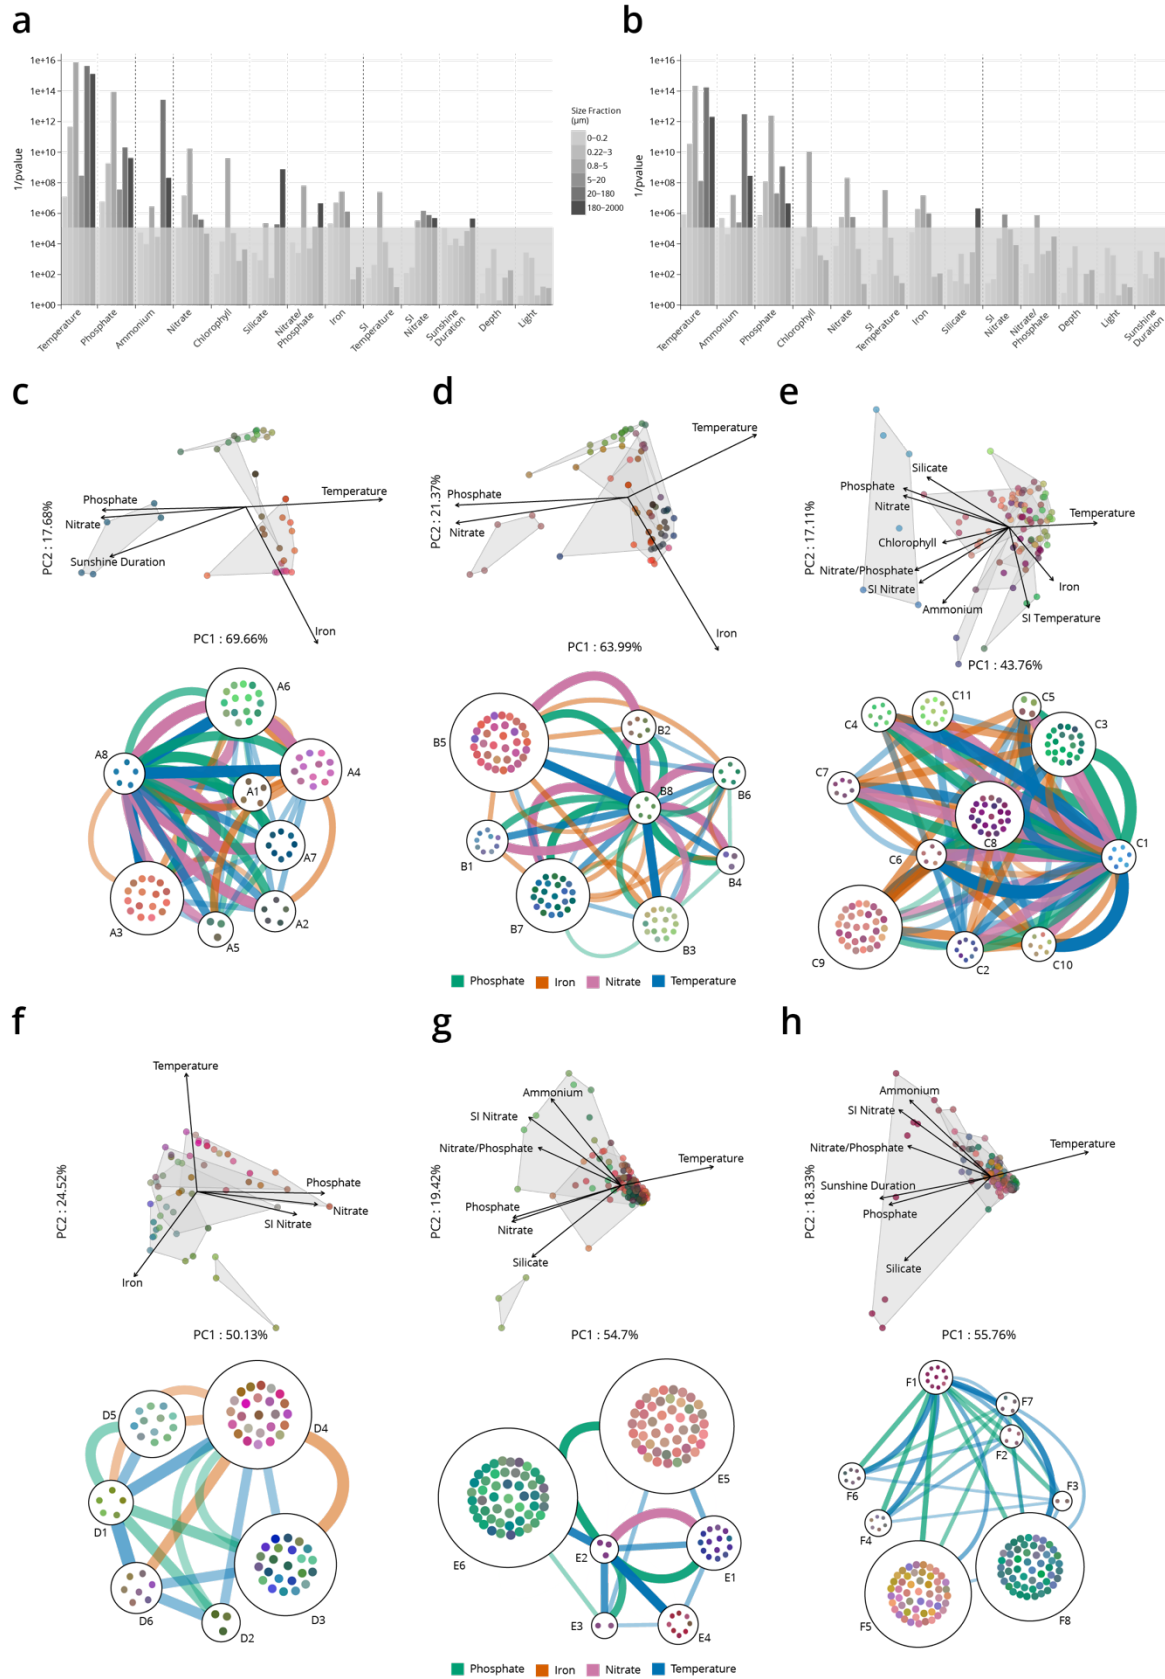 a
b
1e+16
1e+14
1e+12
1e+10
1e+08
1e+06
1e+04
1e+02
1e+00
1/pvalue
Temperature
Phosphate
Ammonium
Nitrate
Chlorophyll
Silicate
Nitrate/
Phosphate
Iron
SI
Temperature
SI
Nitrate
Sunshine
Duration
Depth
Light
Size Fraction
(μm)
0–0.2
0.22–3
0.8–5
5–20
20–180
180–2000
1e+16
1e+14
1e+12
1e+10
1e+08
1e+06
1e+04
1e+02
1e+00
1/pvalue
Temperature
Ammonium
Phosphate
Chlorophyll
Nitrate
SI
Temperature
Iron
Silicate
SI
Nitrate
Nitrate/
Phosphate
Depth
Light
Sunshine
Duration
c
d
e
Phosphate
Nitrate
Sunshine Duration
Temperature
Iron
PC2 : 17.68%
PC1 : 69.66%
Temperature
Phosphate
Nitrate
Iron
PC2 : 21.37%
PC1 : 63.99%
Silicate
Phosphate
Nitrate
Temperature
Chlorophyll
Nitrate/Phosphate
SI Nitrate
Iron
Ammonium
SI Temperature
PC2 : 17.11%
PC1 : 43.76%
A6
A8
A4
A1
A7
A3
A2
A5
B5
B2
B6
B8
B1
B4
B7
B3
C11
C5
C4
C3
C7
C8
C1
C6
C9
C2
C10
Phosphate Iron Nitrate Temperature
f
g
h
Temperature
Phosphate
Nitrate
SI Nitrate
Iron
PC2 : 24.52%
PC1 : 50.13%
Ammonium
SI Nitrate
Nitrate/Phosphate
Temperature
Phosphate
Nitrate
Silicate
PC2 : 19.42%
PC1 : 54.7%
Ammonium
SI Nitrate
Nitrate/Phosphate
Temperature
Sunshine Duration
Phosphate
Silicate
PC2 : 18.33%
PC1 : 55.76%
D5
D4
D1
D6
D3
D2
E5
E6
E2
E1
E3
E4
F1
F7
F2
F6
F3
F4
F5
F8
Phosphate Iron Nitrate Temperature